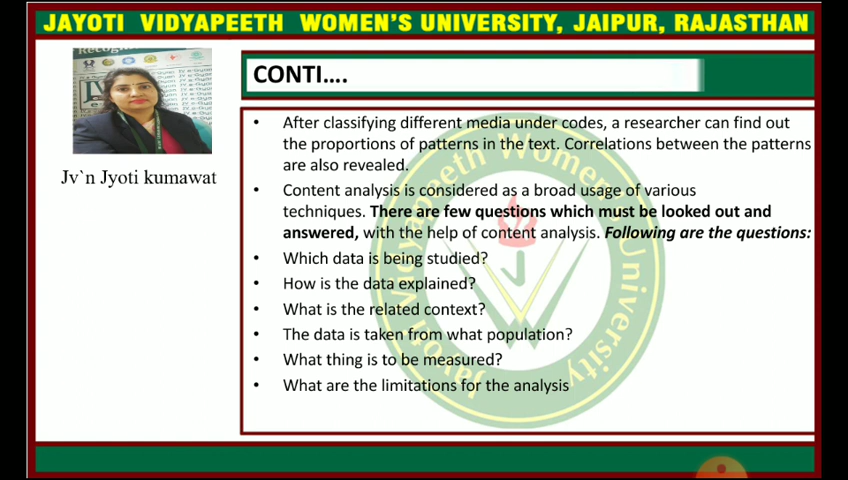 JAYOTI VIDYAPEETH WOMEN'S UNIVERSITY, JAIPUR, RAJASTHAN
CONTI....
Jv`n Jyoti kumawat
• After classifying different media under codes, a researcher can find out
the proportions of patterns in the text. Correlations between the patterns
are also revealed.
• Content analysis is considered as a broad usage of various
techniques. There are few questions which must be looked out and
answered, with the help of content analysis. Following are the questions:
• Which data is being studied?
• How is the data explained?
• What is the related context?
• The data is taken from what population?
• What thing is to be measured?
• What are the limitations for the analysis
Jayoti Vidyapeeth Women's University